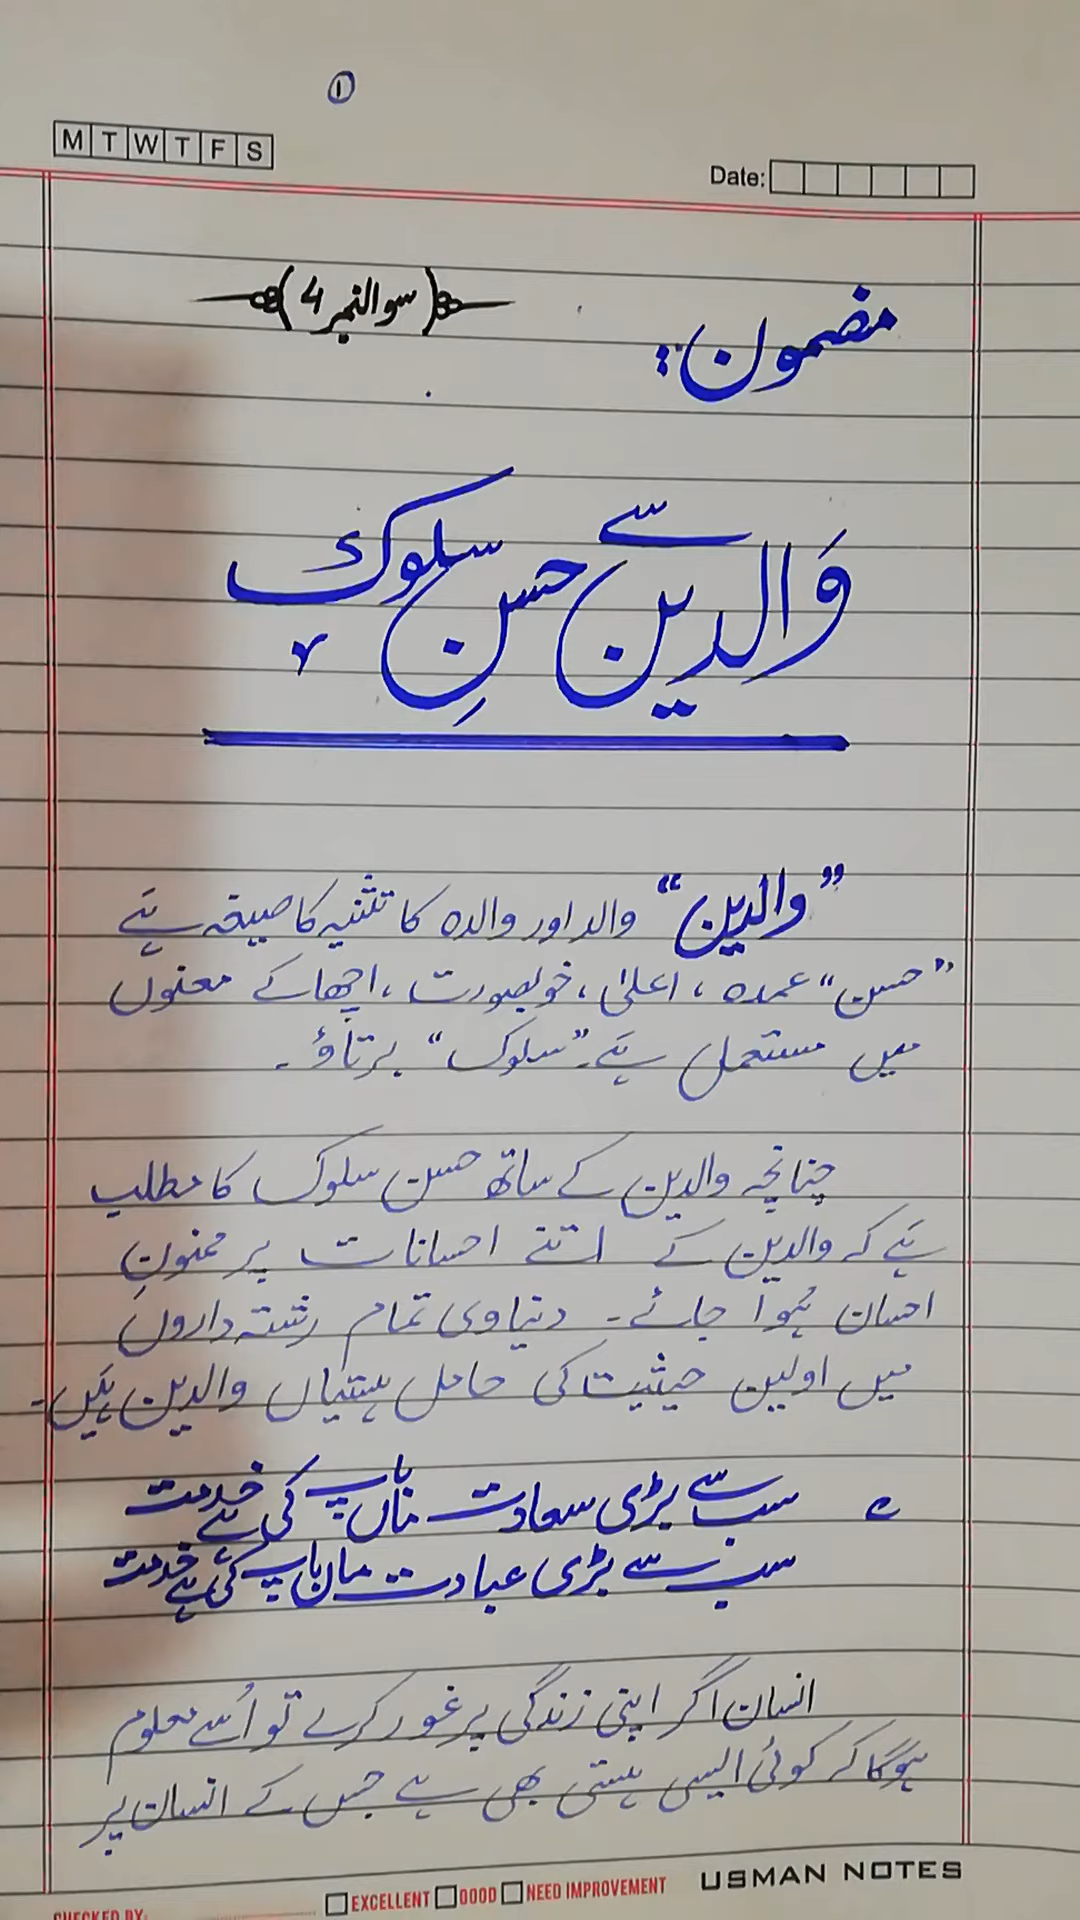 ①
M T W T F S
Date:
(سوالنمبر 4)
مضمون:
والدین سے حسنِ سلوک
”والدین“ والد اور والدہ کا تثنیہ کا صیغہ ہے
”حسن“ عمدہ، اعلیٰ، خوبصورت، اچھا کے معنوں
میں مستعمل ہے۔ ”سلوک“ برتاؤ۔
چنانچہ والدین کے ساتھ حسن سلوک کا مطلب
ہے کہ والدین کے اتنے احسانات پر ممنونِ
احسان ہُوا جائے۔ دنیاوی تمام رشتہ داروں
میں اولین حیثیت کی حامل ہستیاں والدین ہیں۔
سب سے بڑی سعادت ماں باپ کی ہے خدمت
سب سے بڑی عبادت ماں باپ کی ہے خدمت
انسان اگر اپنی زندگی پر غور کرے تو اُسے معلوم
ہوگا کہ کوئی ایسی ہستی بھی ہے جس کے انسان پر
USMAN NOTES
CHECKED BY: EXCELLENT GOOD NEED IMPROVEMENT